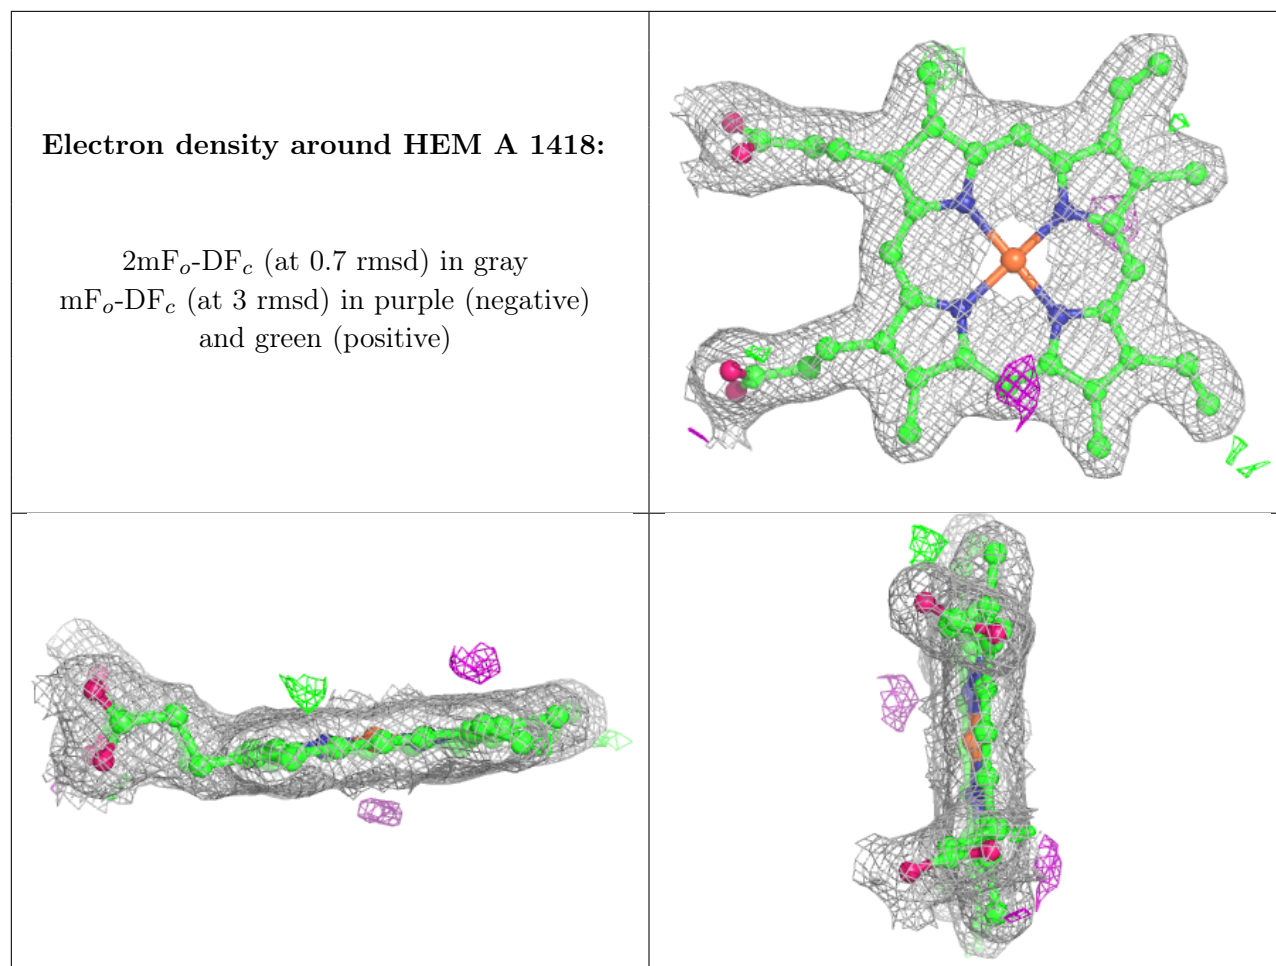 Electron density around HEM A 1418:
2mFo-DFc (at 0.7 rmsd) in gray
mFo-DFc (at 3 rmsd) in purple (negative)
and green (positive)